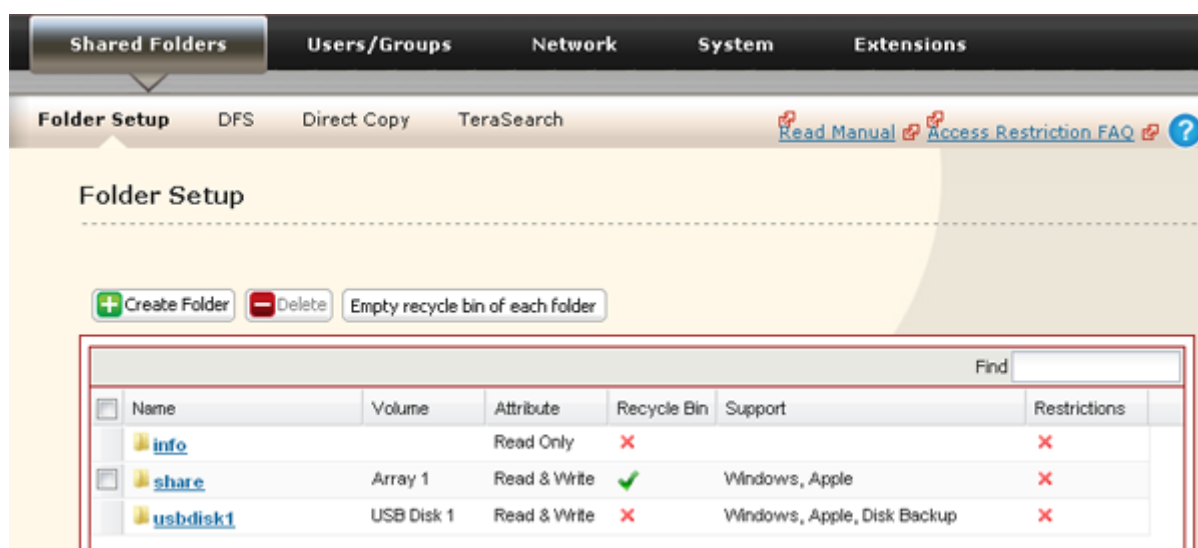 Shared Folders Users/Groups Network System Extensions
Folder Setup DFS Direct Copy TeraSearch Read Manual Access Restriction FAQ ?
Folder Setup
Create Folder Delete Empty recycle bin of each folder
Find
Name Volume Attribute Recycle Bin Support Restrictions
info Read Only
share Array 1 Read & Write Windows, Apple
usbdisk1 USB Disk 1 Read & Write Windows, Apple, Disk Backup